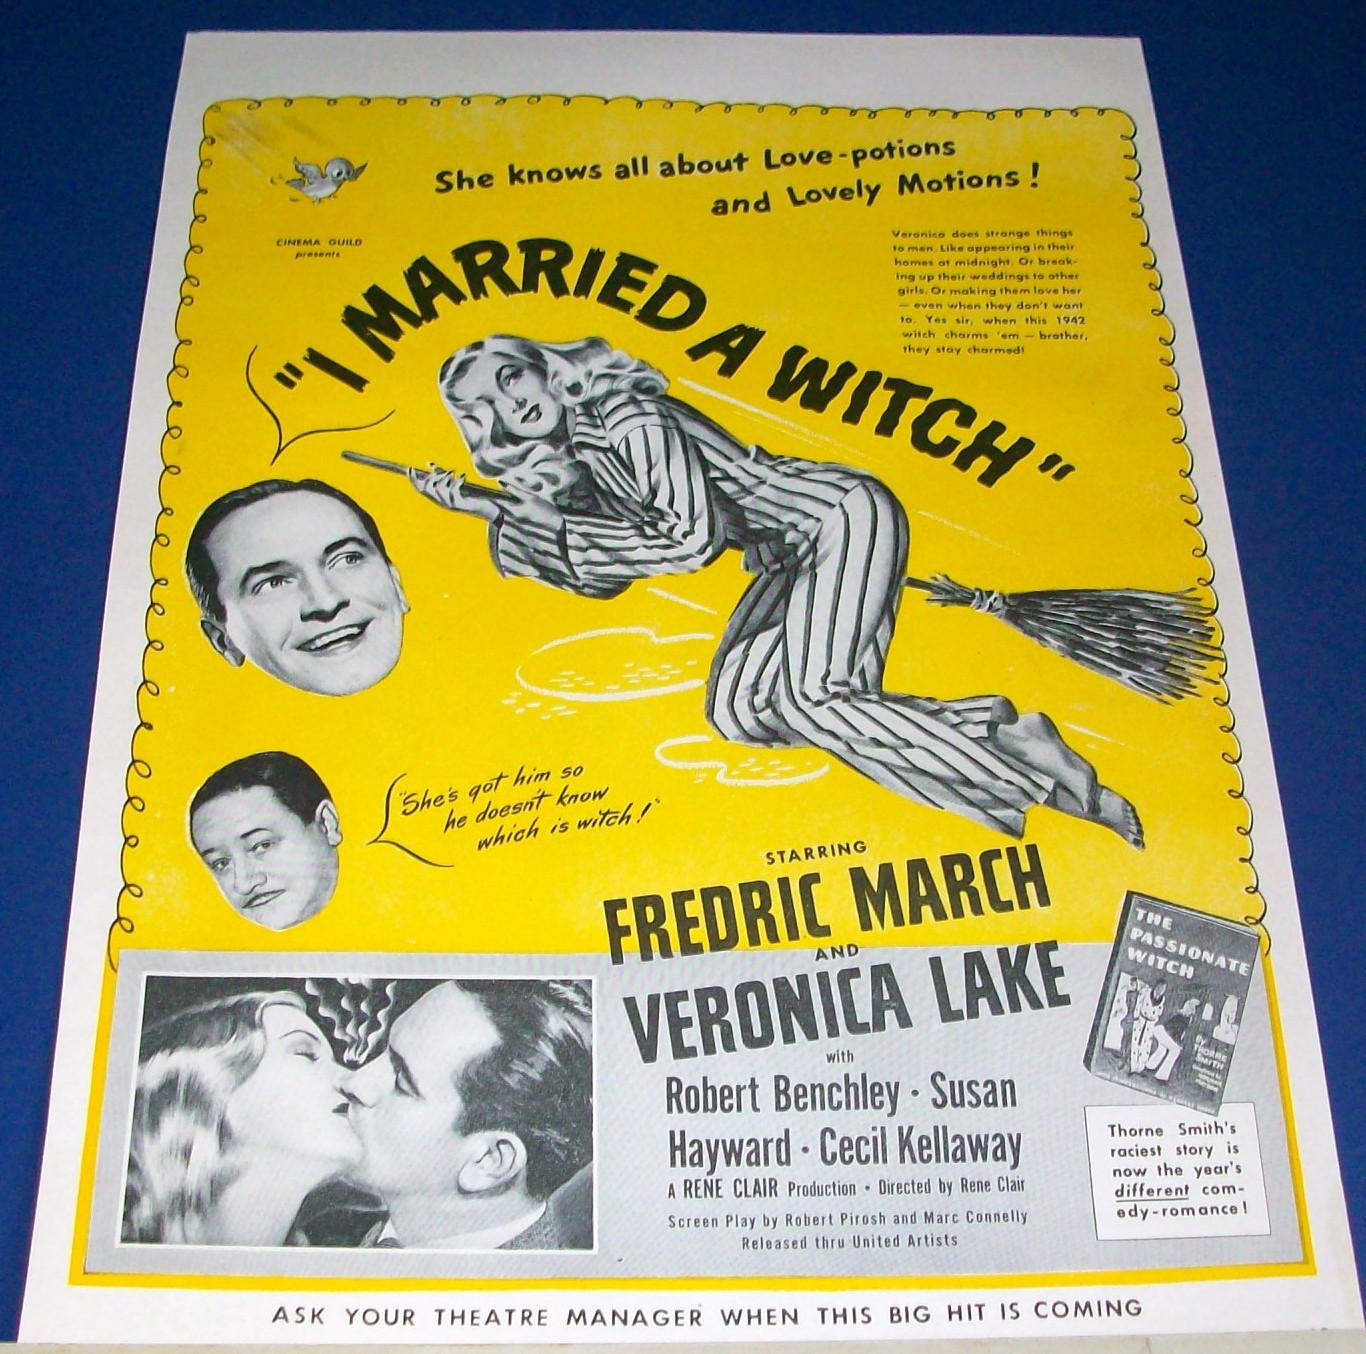 She knows all about Love-potions
and Lovely Motions!
CINEMA GUILD
presents
Veronica does strange things
to men. Like appearing in their
homes at midnight. Or break-
ing up their weddings to other
girls. Or making them love her
— even when they don't want
to. Yes sir, when this 1942
witch charms 'em — brother,
they stay charmed!
"I MARRIED A WITCH"
"She's got him so
he doesn't know
which is witch!"
STARRING
FREDRIC MARCH
AND
VERONICA LAKE
with
Robert Benchley · Susan
Hayward · Cecil Kellaway
A RENE CLAIR Production · Directed by Rene Clair
Screen Play by Robert Pirosh and Marc Connelly
Released thru United Artists
THE
PASSIONATE
WITCH
By
THORNE
SMITH
Thorne Smith's
raciest story is
now the year's
different com-
edy-romance!
ASK YOUR THEATRE MANAGER WHEN THIS BIG HIT IS COMING